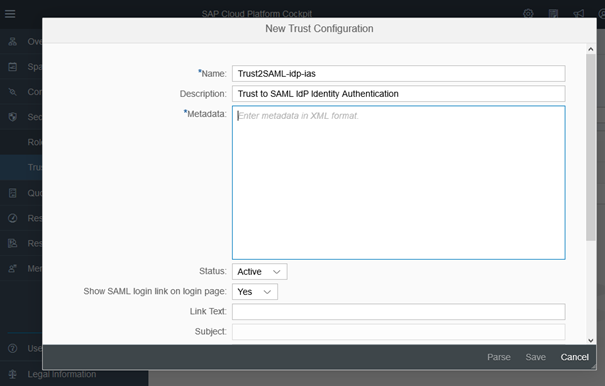 SAP Cloud Platform Cockpit
New Trust Configuration
Ove
Spa
Con
Sec
Role
Trus
Quo
Res
Res
Mem
Use
Legal Information
*Name: Trust2SAML-idp-ias
Description: Trust to SAML IdP Identity Authentication
*Metadata: Enter metadata in XML format.
Status: Active
Show SAML login link on login page: Yes
Link Text:
Subject:
Parse Save Cancel